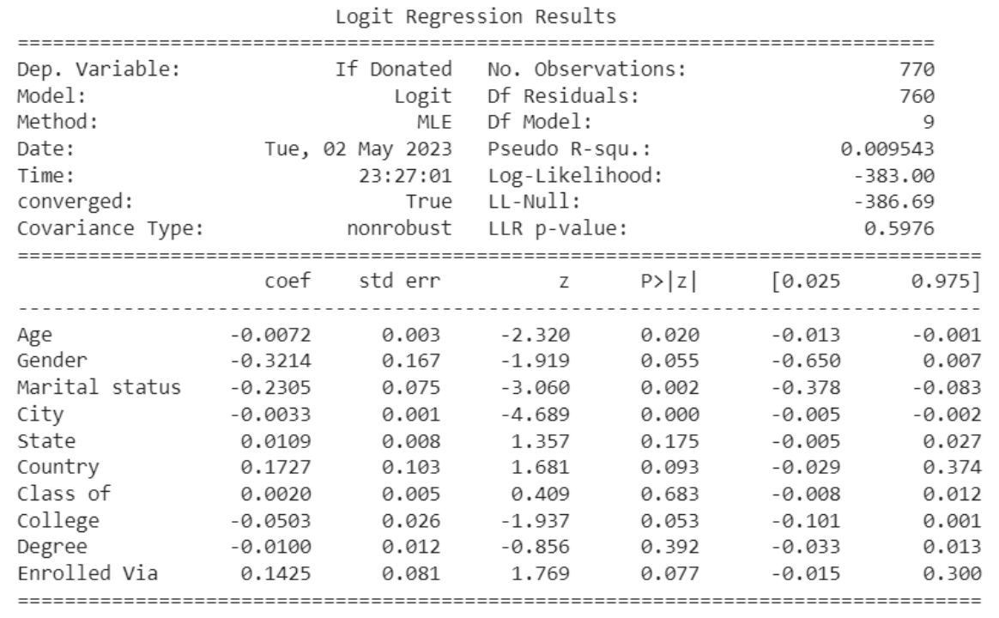 Logit Regression Results
==============================================================================
Dep. Variable: If Donated No. Observations: 770
Model: Logit Df Residuals: 760
Method: MLE Df Model: 9
Date: Tue, 02 May 2023 Pseudo R-squ.: 0.009543
Time: 23:27:01 Log-Likelihood: -383.00
converged: True LL-Null: -386.69
Covariance Type: nonrobust LLR p-value: 0.5976
==================================================================================
coef std err z P>|z| [0.025 0.975]
----------------------------------------------------------------------------------
Age -0.0072 0.003 -2.320 0.020 -0.013 -0.001
Gender -0.3214 0.167 -1.919 0.055 -0.650 0.007
Marital status -0.2305 0.075 -3.060 0.002 -0.378 -0.083
City -0.0033 0.001 -4.689 0.000 -0.005 -0.002
State 0.0109 0.008 1.357 0.175 -0.005 0.027
Country 0.1727 0.103 1.681 0.093 -0.029 0.374
Class of 0.0020 0.005 0.409 0.683 -0.008 0.012
College -0.0503 0.026 -1.937 0.053 -0.101 0.001
Degree -0.0100 0.012 -0.856 0.392 -0.033 0.013
Enrolled Via 0.1425 0.081 1.769 0.077 -0.015 0.300
==================================================================================